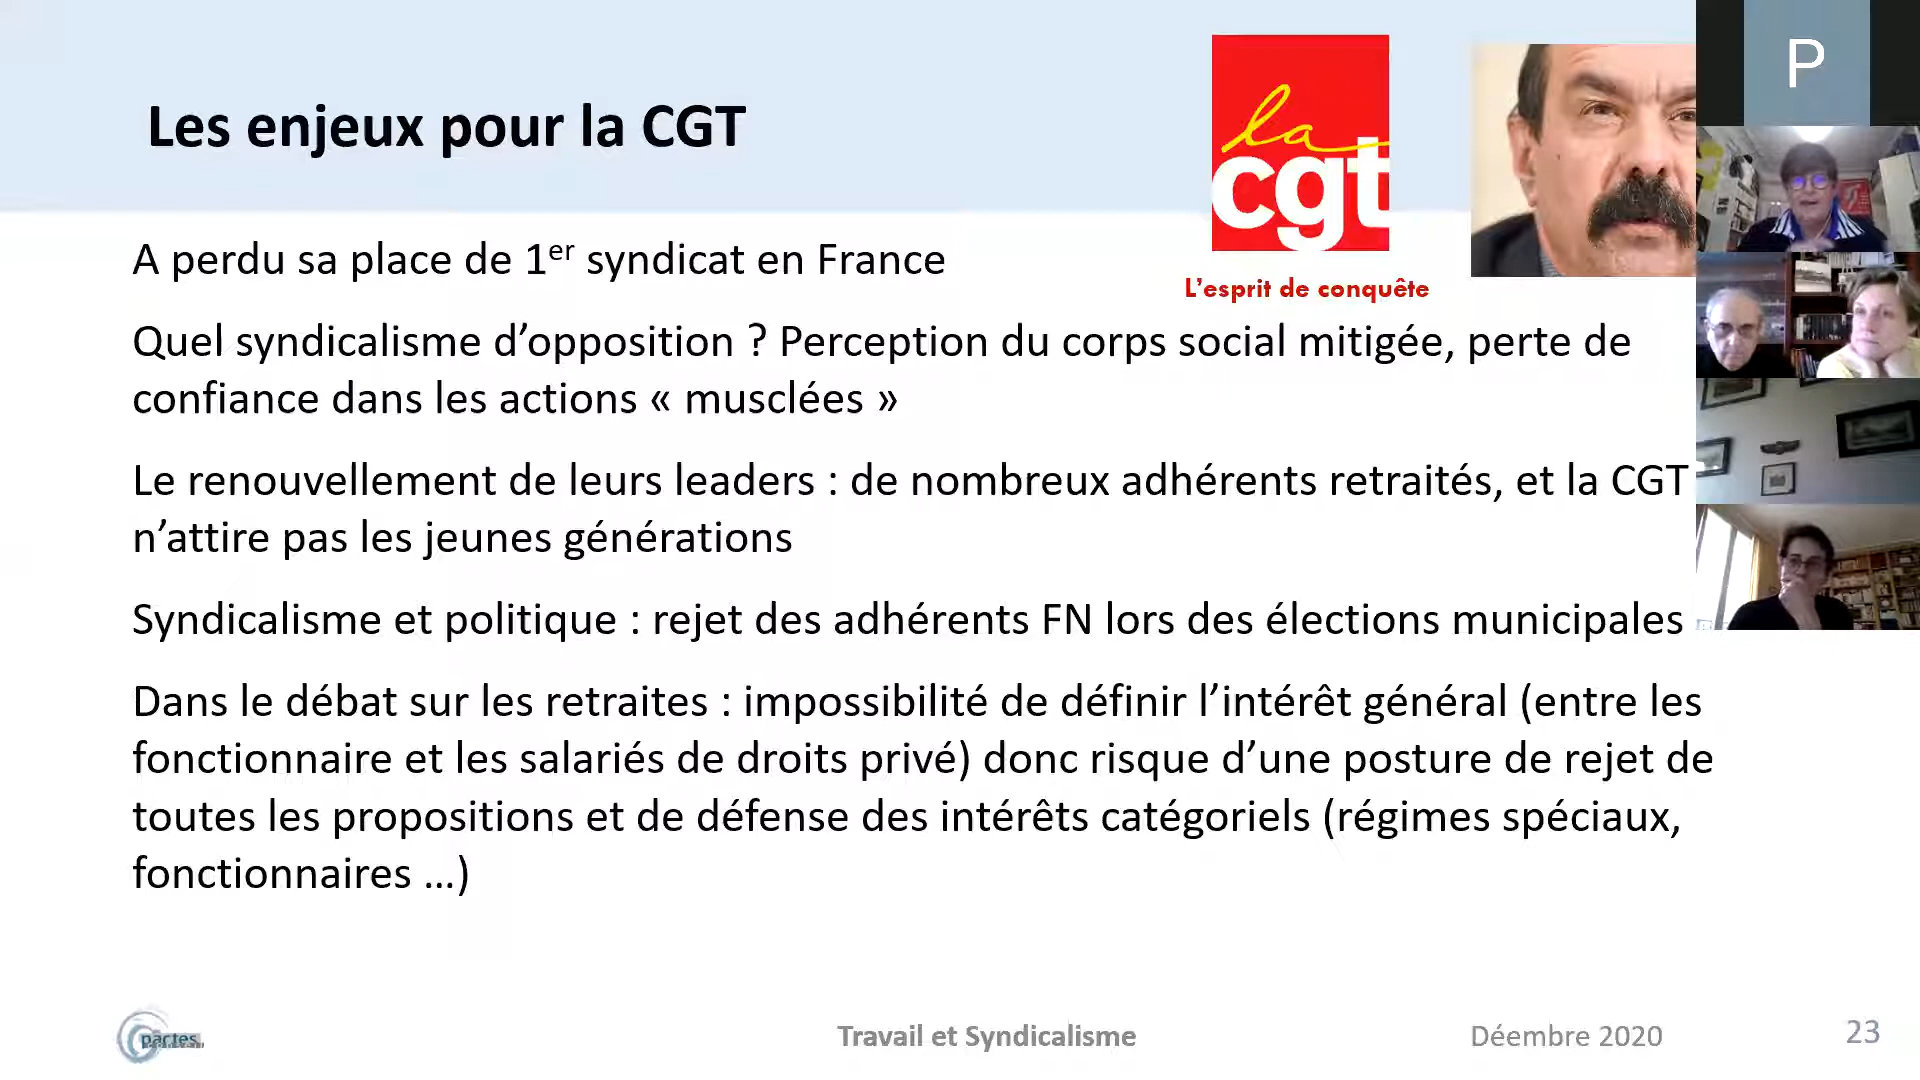 Les enjeux pour la CGT
la
cgt
L’esprit de conquête
P
A perdu sa place de 1er syndicat en France
Quel syndicalisme d’opposition ? Perception du corps social mitigée, perte de
confiance dans les actions « musclées »
Le renouvellement de leurs leaders : de nombreux adhérents retraités, et la CGT
n’attire pas les jeunes générations
Syndicalisme et politique : rejet des adhérents FN lors des élections municipales
Dans le débat sur les retraites : impossibilité de définir l’intérêt général (entre les
fonctionnaire et les salariés de droits privé) donc risque d’une posture de rejet de
toutes les propositions et de défense des intérêts catégoriels (régimes spéciaux,
fonctionnaires …)
pactes
conseil
Travail et Syndicalisme
Déembre 2020
23